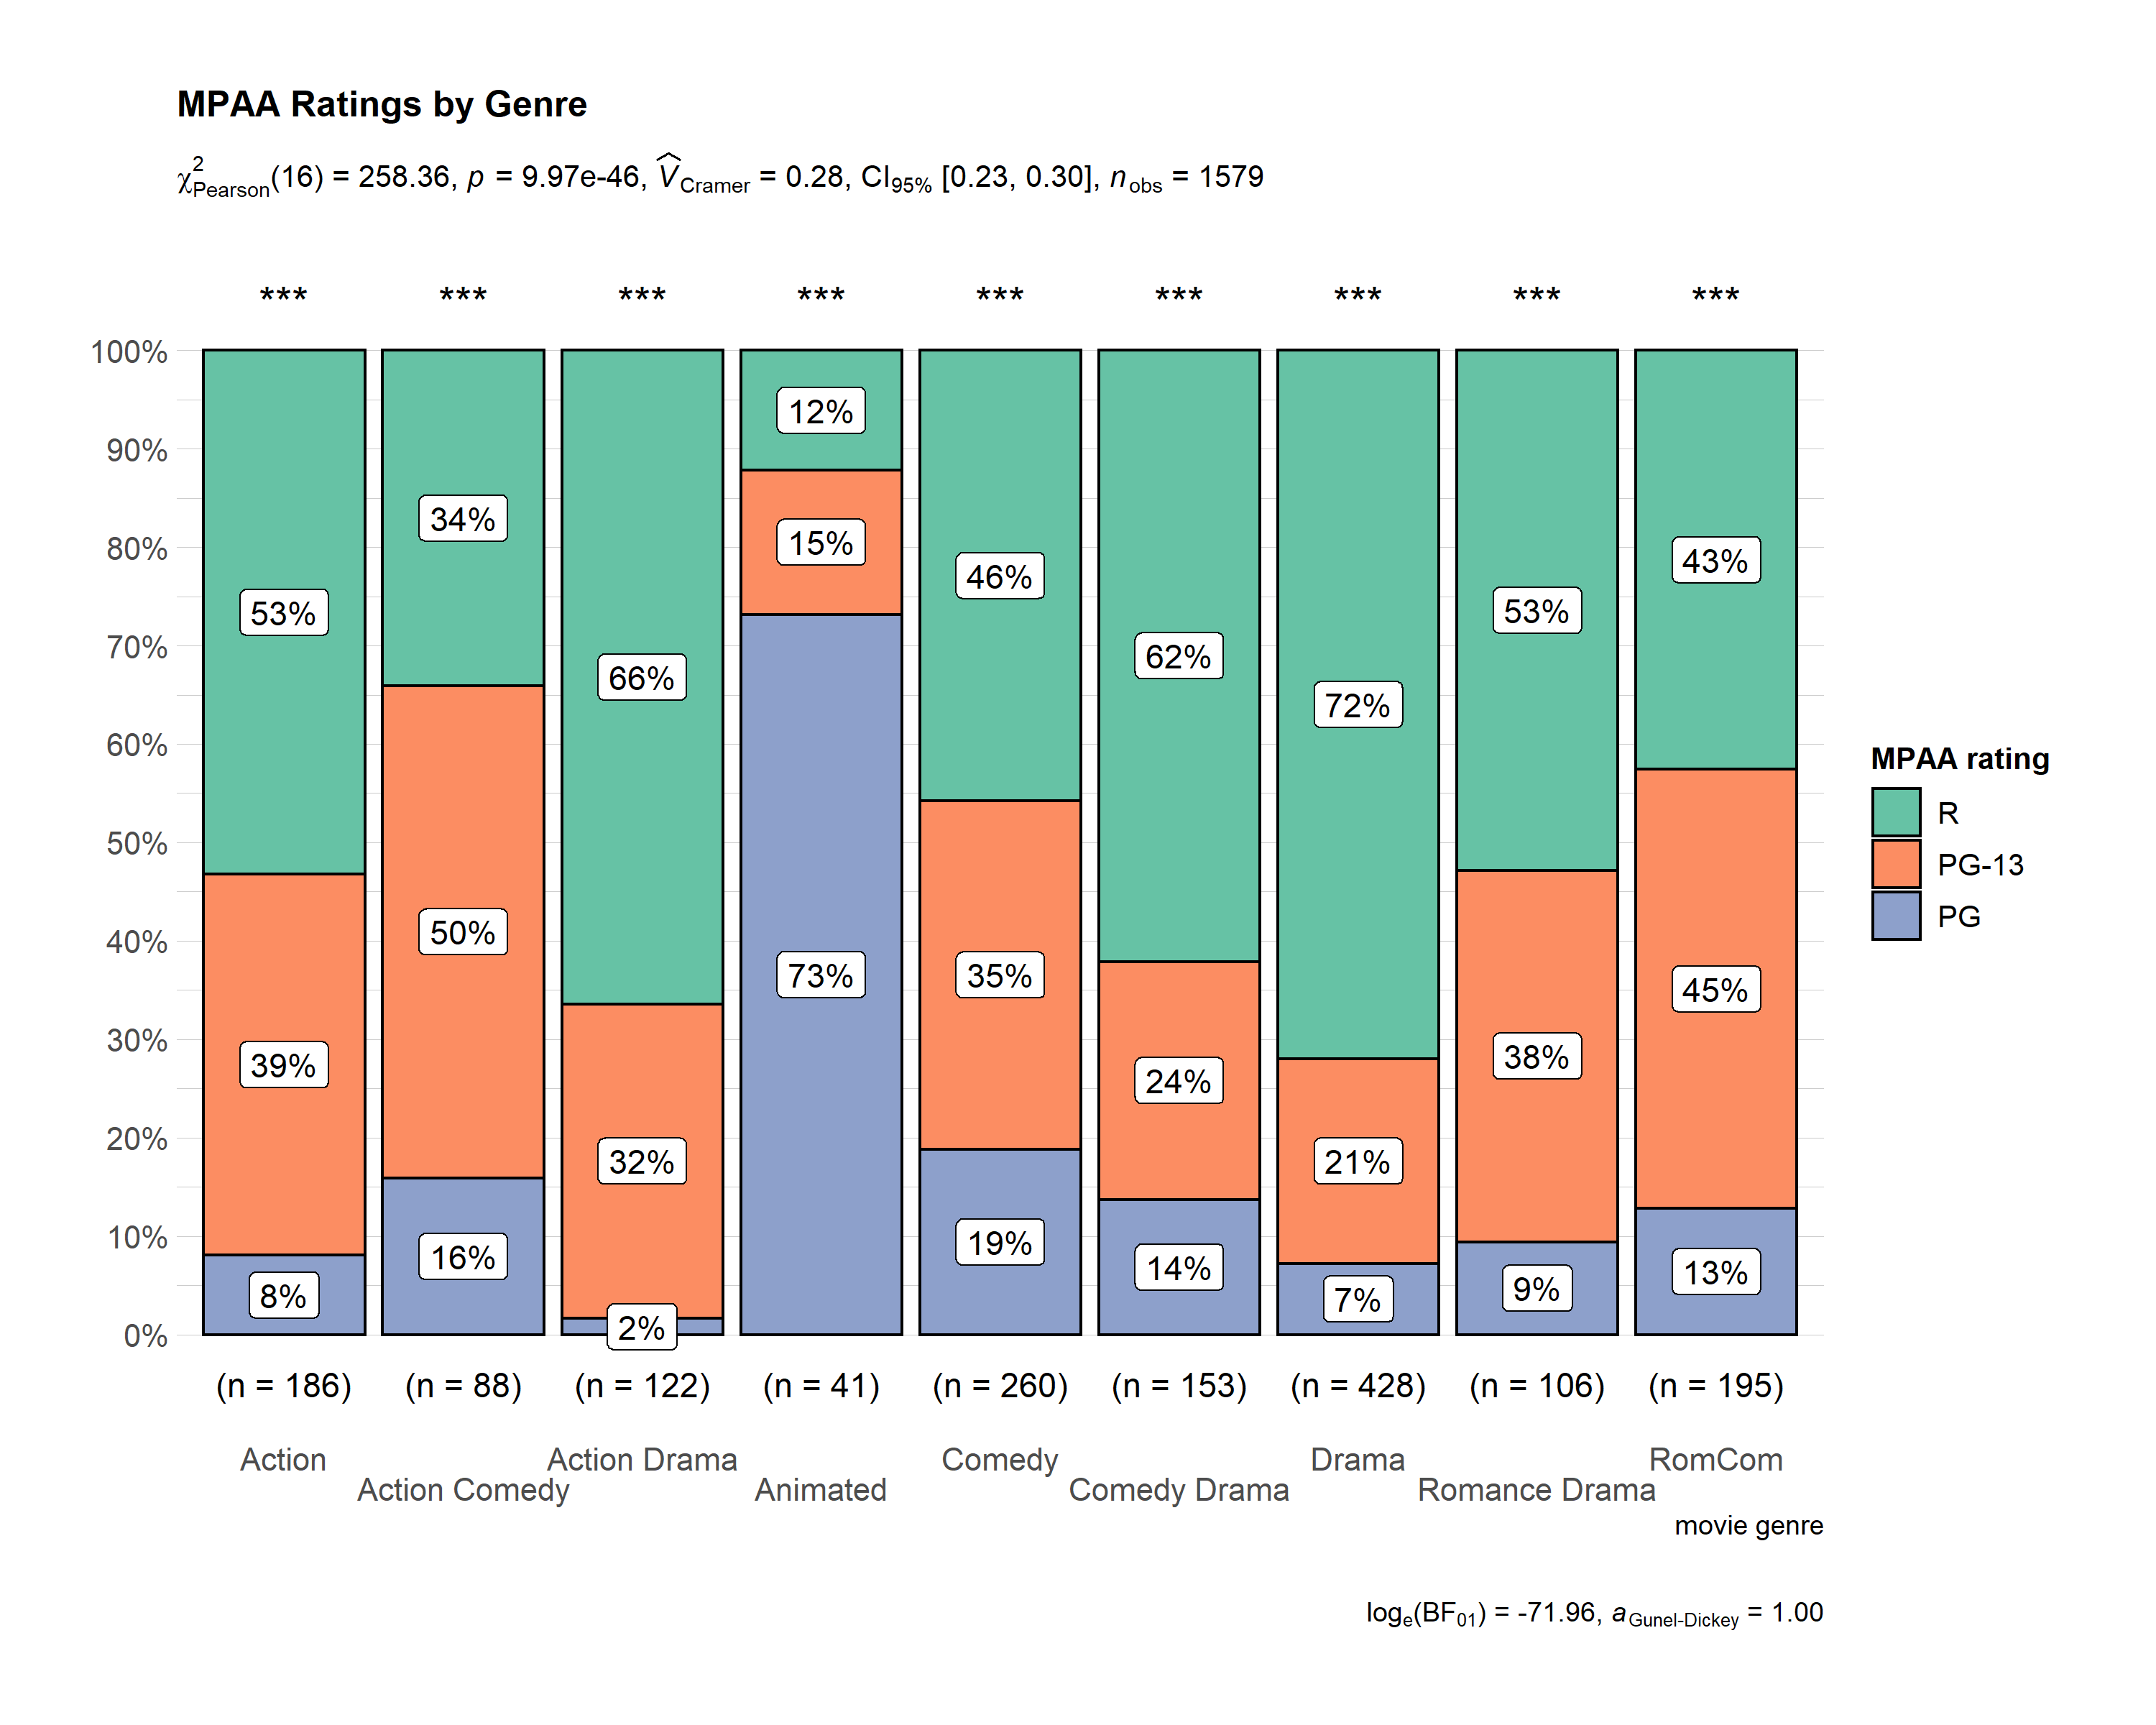 MPAA Ratings by Genre
χ²Pearson(16) = 258.36, p = 9.97e-46, V̂Cramer = 0.28, CI95% [0.23, 0.30], nobs = 1579
*** *** *** *** *** *** *** *** ***
100%
90%
80%
70%
60%
50%
40%
30%
20%
10%
0%
53% 34% 66% 12% 46% 62% 72% 53% 43%
39% 50% 32% 15% 35% 24% 21% 38% 45%
8% 16% 2% 73% 19% 14% 7% 9% 13%
(n = 186) (n = 88) (n = 122) (n = 41) (n = 260) (n = 153) (n = 428) (n = 106) (n = 195)
Action Action Drama Comedy Drama RomCom
Action Comedy Animated Comedy Drama Romance Drama
movie genre
MPAA rating
R
PG-13
PG
loge(BF01) = -71.96, aGunel-Dickey = 1.00